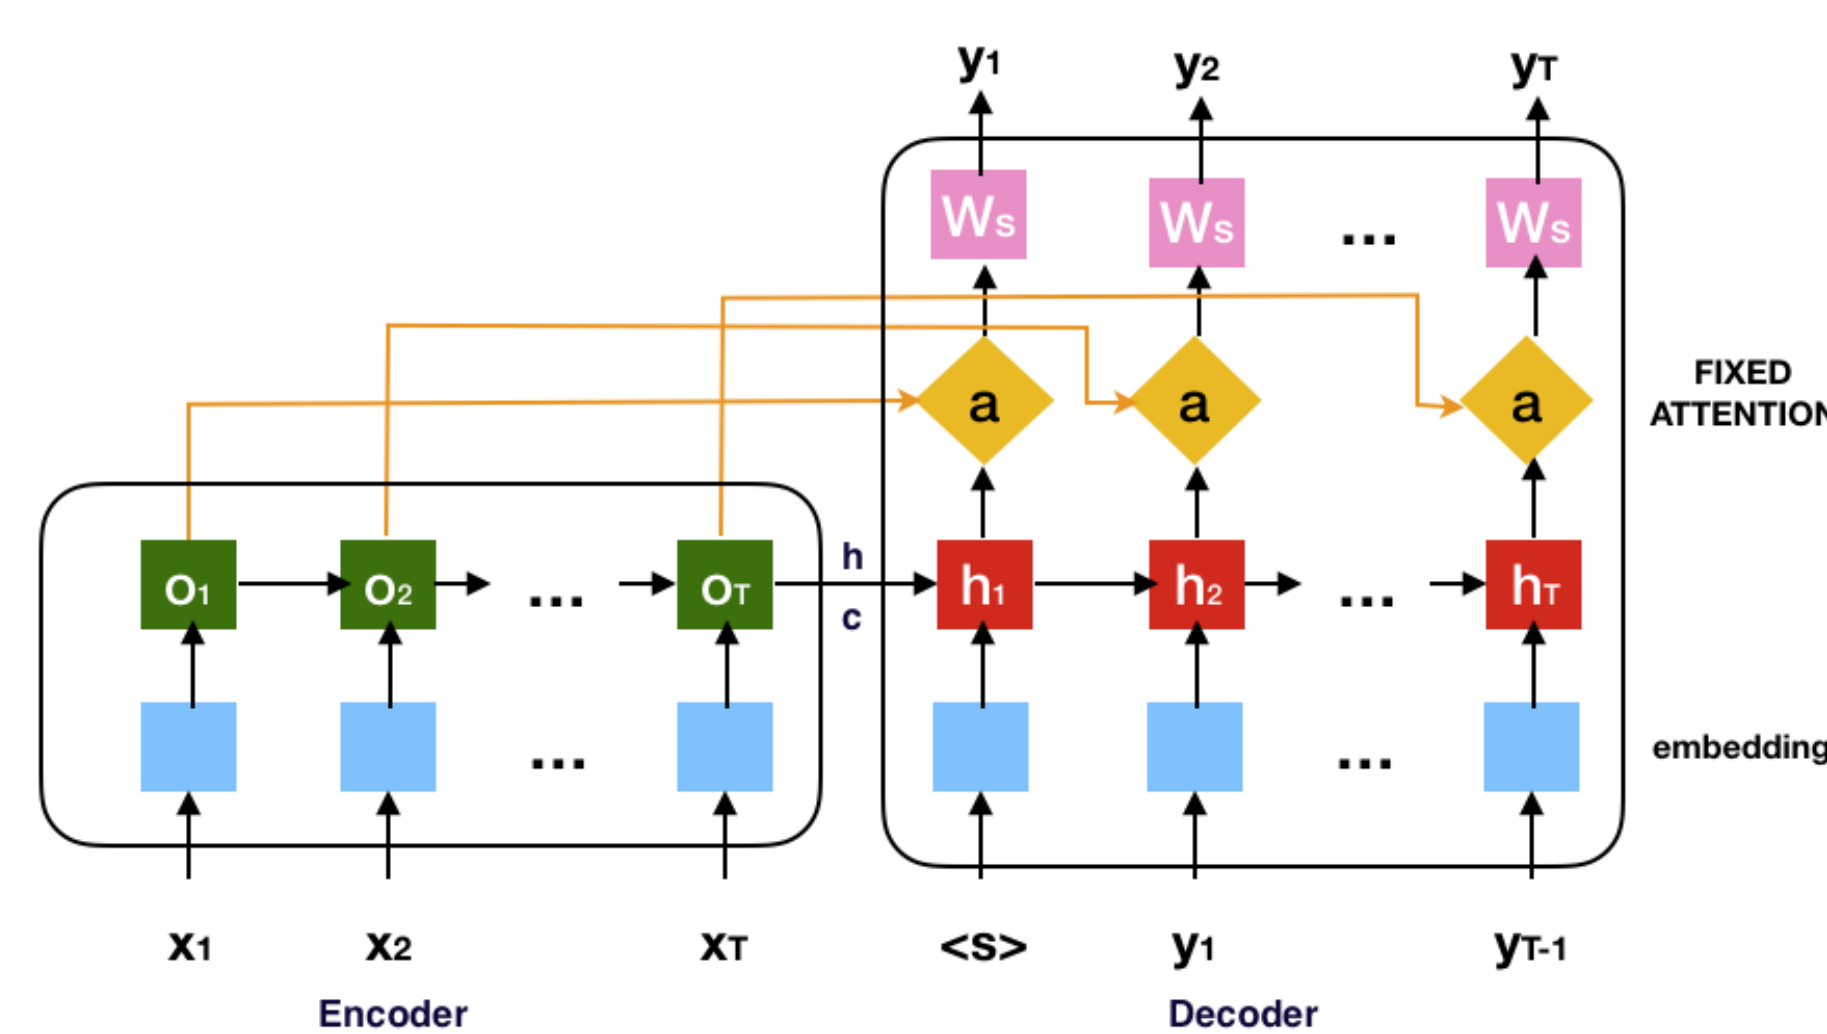 y1 y2 yT
Ws Ws ... Ws
a a a
FIXED
ATTENTION
h
o1 o2 ... oT
h1 h2 ... hT
c
... ...
embedding
x1 x2 xT <s> y1 yT-1
Encoder Decoder